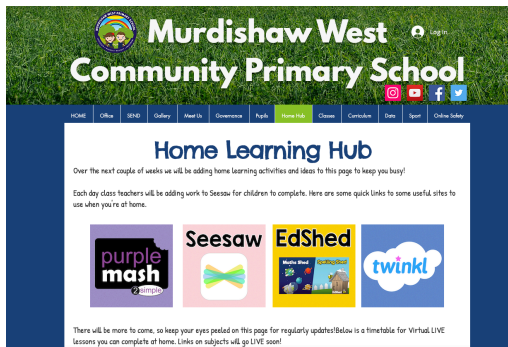 Murdishaw West
Community Primary School
Log In
HOME Office SEND Gallery Meet Us Governance Pupils Home Hub Classes Curriculum Data Sport Online Safety
Home Learning Hub
Over the next couple of weeks we will be adding home learning activities and ideas to this page to keep you busy!
Each day class teachers will be adding work to Seesaw for children to complete. Here are some quick links to some useful sites to
use when you're at home.
purple
mash
2simple
Seesaw
EdShed
Maths Shed
Spelling Shed
twinkl
There will be more to come, so keep your eyes peeled on this page for regularly updates!Below is a timetable for Virtual LIVE
lessons you can complete at home. Links on subjects will go LIVE soon!